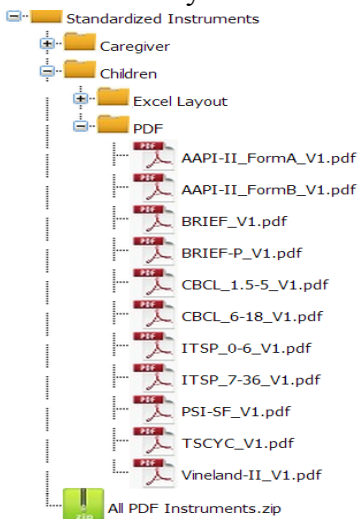 Standardized Instruments
Caregiver
Children
Excel Layout
PDF
AAPI-II_FormA_V1.pdf
AAPI-II_FormB_V1.pdf
BRIEF_V1.pdf
BRIEF-P_V1.pdf
CBCL_1.5-5_V1.pdf
CBCL_6-18_V1.pdf
ITSP_0-6_V1.pdf
ITSP_7-36_V1.pdf
PSI-SF_V1.pdf
TSCYC_V1.pdf
Vineland-II_V1.pdf
All PDF Instruments.zip